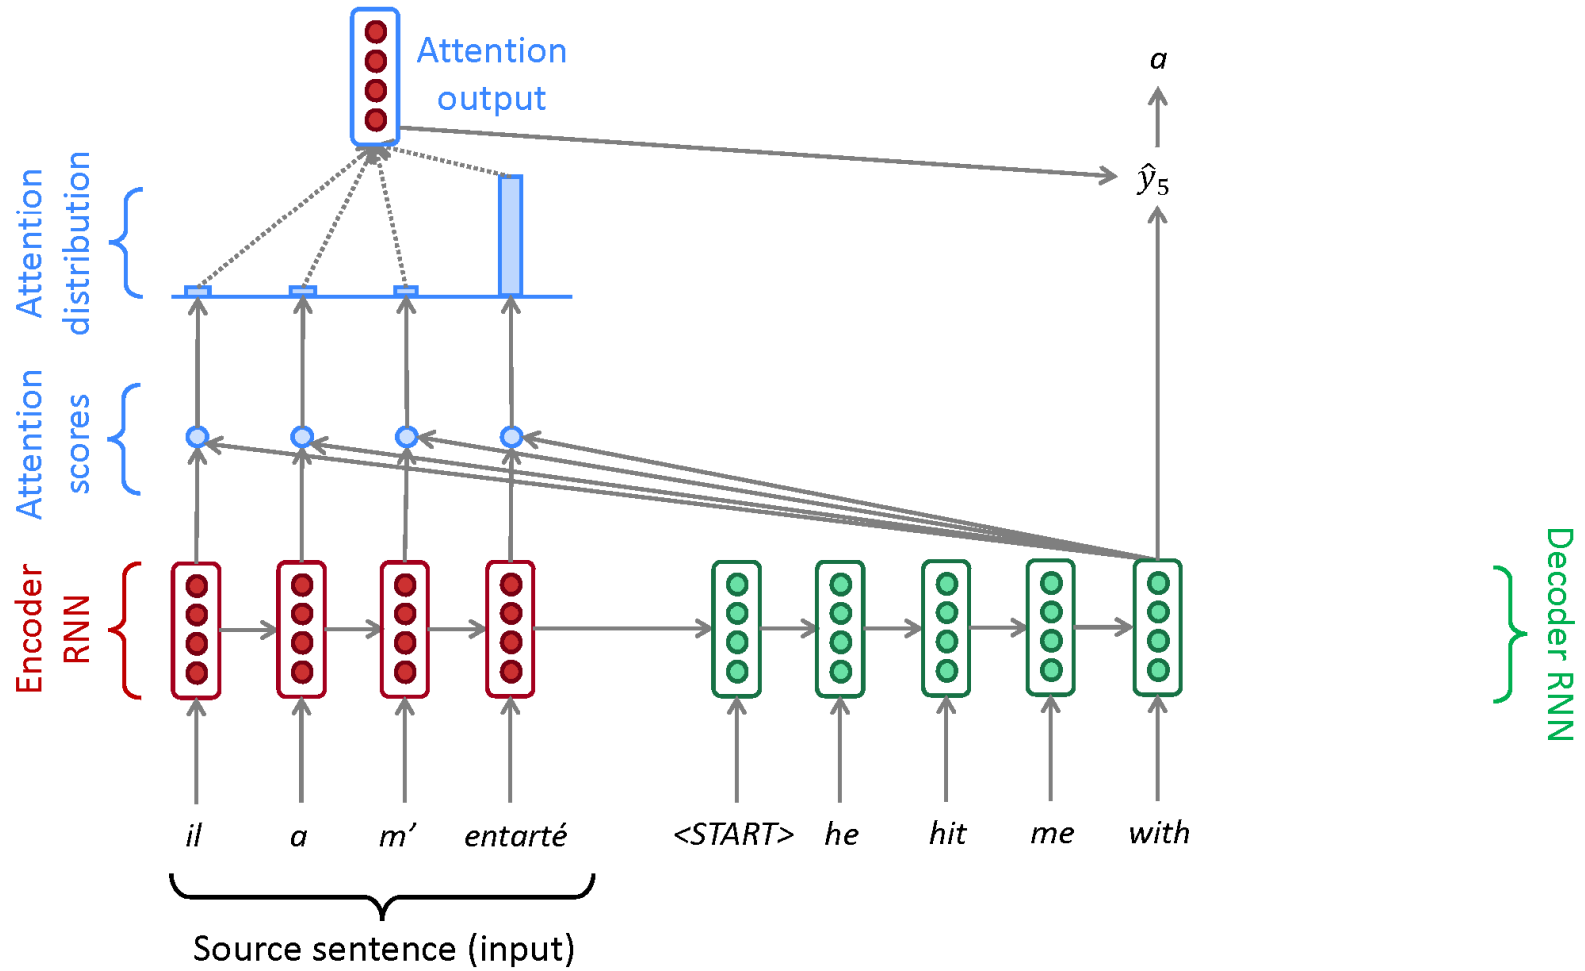 Attention
output
a
ŷ₅
Attention
distribution
Attention
scores
Encoder
RNN
Decoder RNN
il a m’ entarté <START> he hit me with
Source sentence (input)